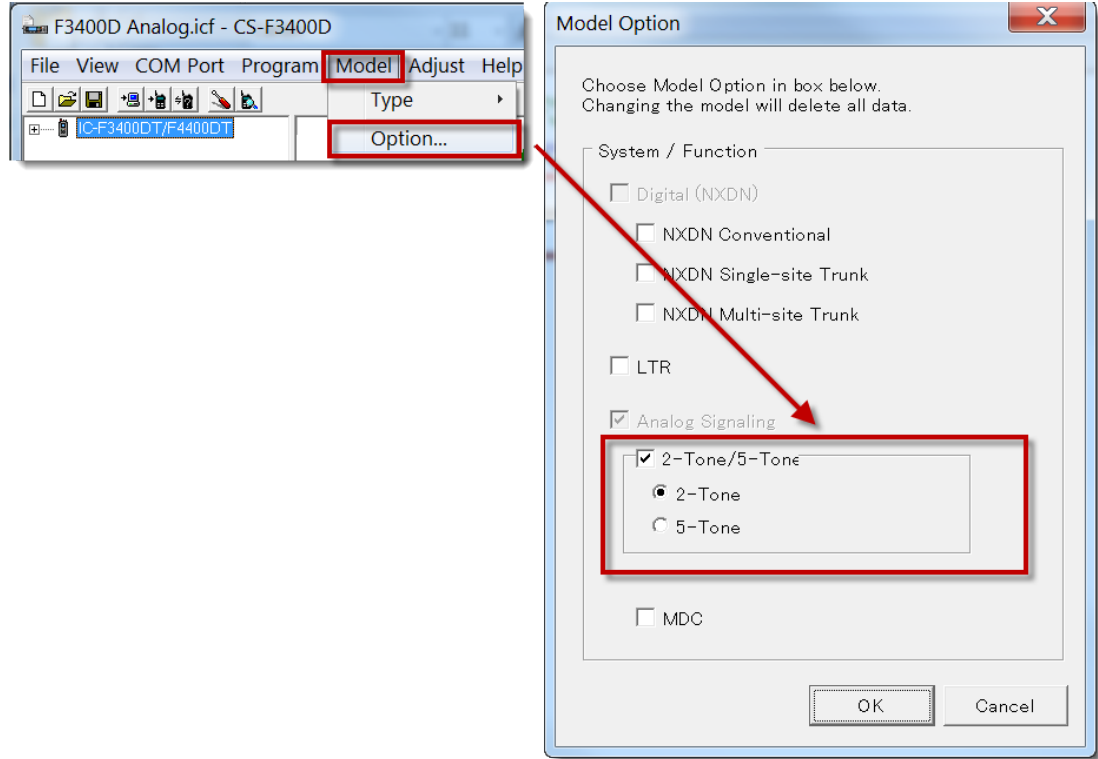 F3400D Analog.icf - CS-F3400D
File View COM Port Program Model Adjust Help
Type
IC-F3400DT/F4400DT
Option...
Model Option
X
Choose Model Option in box below.
Changing the model will delete all data.
System / Function
Digital (NXDN)
NXDN Conventional
NXDN Single-site Trunk
NXDN Multi-site Trunk
LTR
Analog Signaling
2-Tone/5-Tone
2-Tone
5-Tone
MDC
OK Cancel